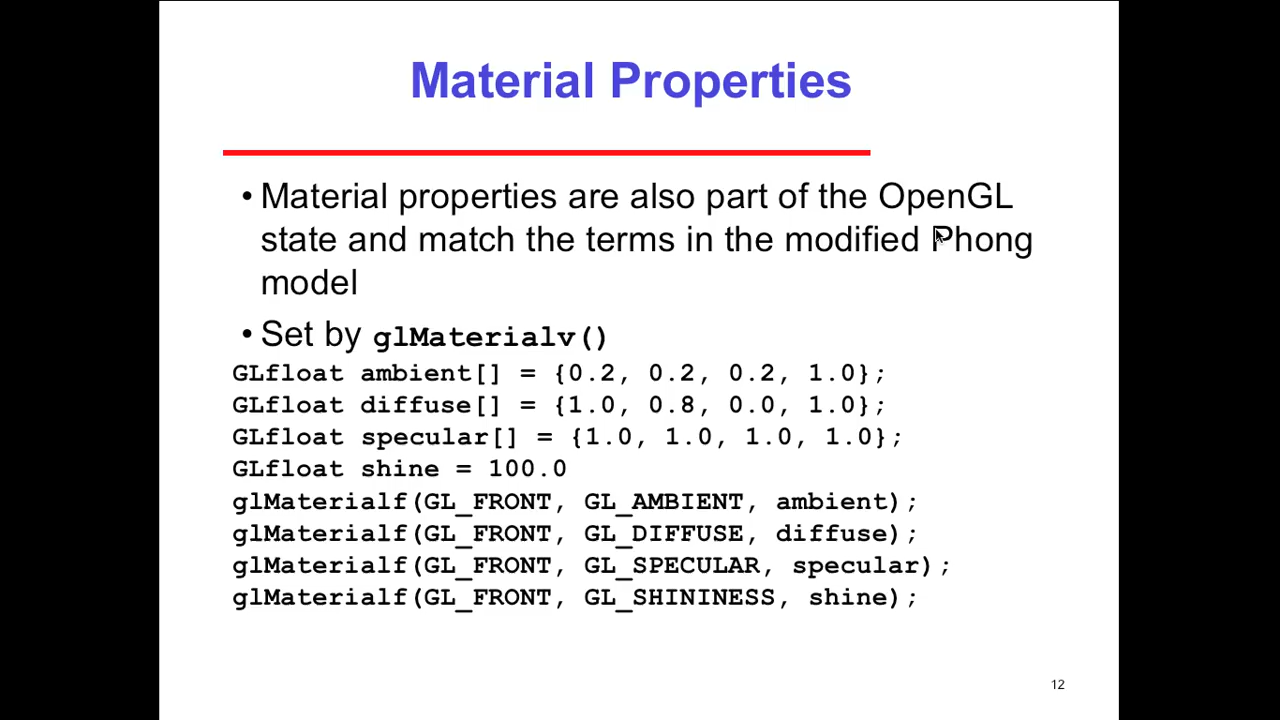 Material Properties
• Material properties are also part of the OpenGL
state and match the terms in the modified Phong
model
• Set by glMaterialv()
GLfloat ambient[] = {0.2, 0.2, 0.2, 1.0};
GLfloat diffuse[] = {1.0, 0.8, 0.0, 1.0};
GLfloat specular[] = {1.0, 1.0, 1.0, 1.0};
GLfloat shine = 100.0
glMaterialf(GL_FRONT, GL_AMBIENT, ambient);
glMaterialf(GL_FRONT, GL_DIFFUSE, diffuse);
glMaterialf(GL_FRONT, GL_SPECULAR, specular);
glMaterialf(GL_FRONT, GL_SHININESS, shine);
12